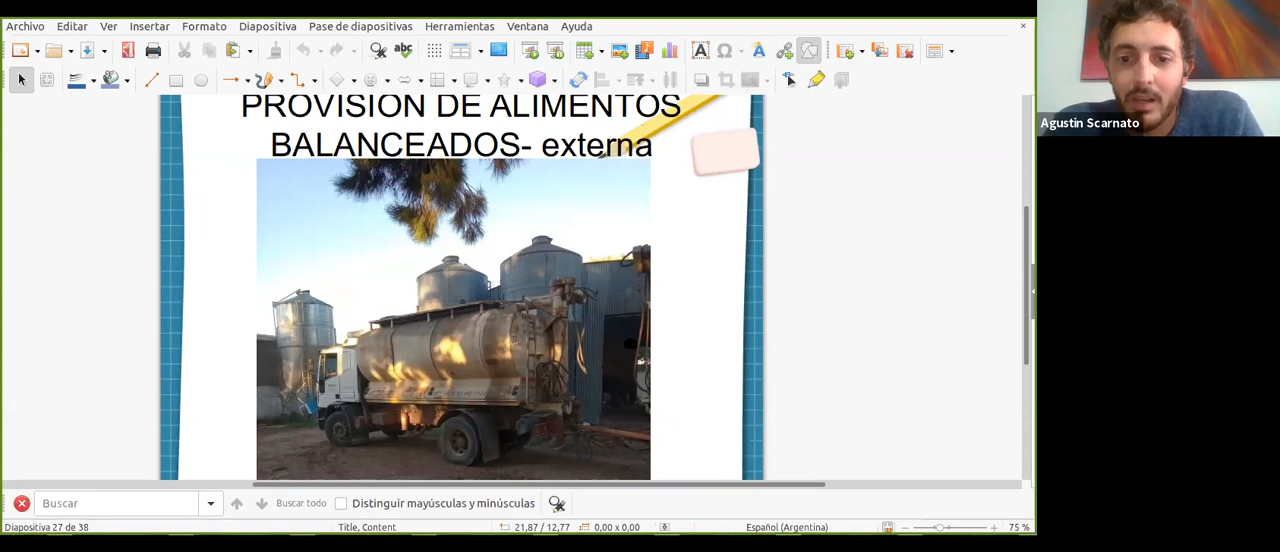 Archivo Editar Ver Insertar Formato Diapositiva Pase de diapositivas Herramientas Ventana Ayuda
PROVISION DE ALIMENTOS
BALANCEADOS- externa
Agustin Scarnato
Buscar Buscar todo Distinguir mayúsculas y minúsculas
Diapositiva 27 de 38 Title, Content 21,87 / 12,77 0,00 x 0,00 Español (Argentina) 75 %